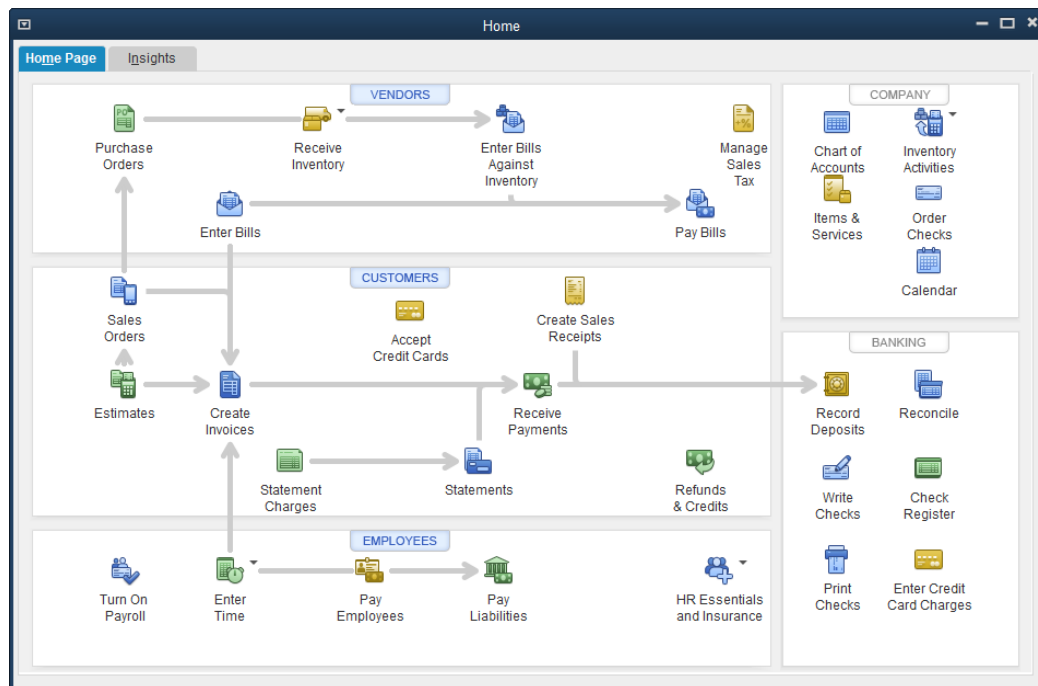 Home
Home Page
Insights
VENDORS
PO
Purchase
Orders
Receive
Inventory
Enter Bills
Against
Inventory
+%
Manage
Sales
Tax
Enter Bills
Pay Bills
CUSTOMERS
Sales
Orders
Accept
Credit Cards
Create Sales
Receipts
Estimates
Create
Invoices
Receive
Payments
Statement
Charges
Statements
Refunds
& Credits
EMPLOYEES
Turn On
Payroll
Enter
Time
Pay
Employees
Pay
Liabilities
HR Essentials
and Insurance
COMPANY
Chart of
Accounts
Inventory
Activities
Items &
Services
Order
Checks
Calendar
BANKING
Record
Deposits
Reconcile
Write
Checks
Check
Register
Print
Checks
Enter Credit
Card Charges